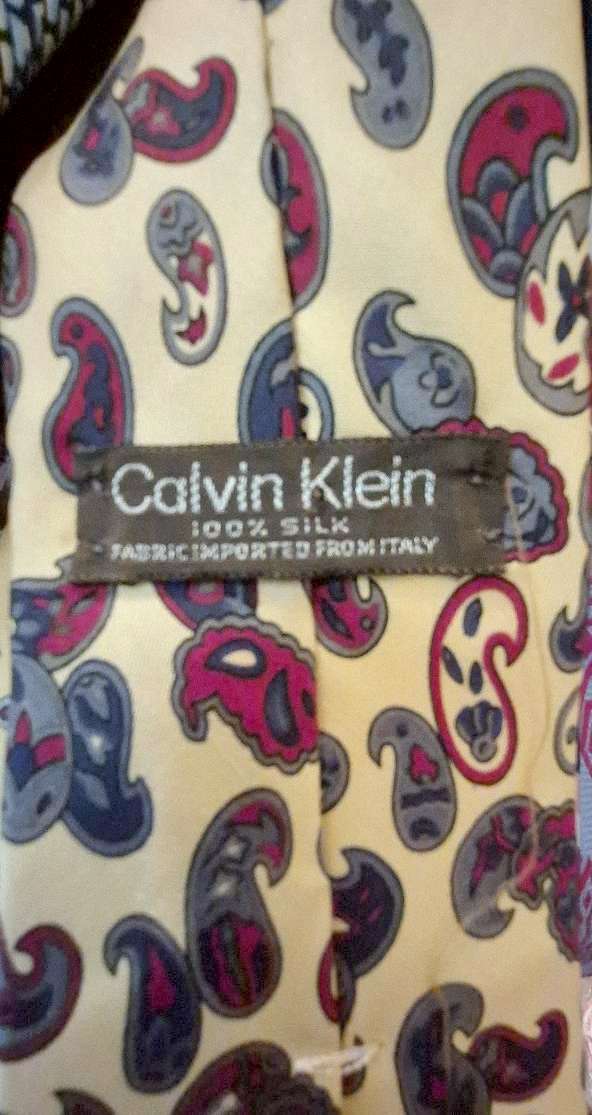 Calvin Klein
100% SILK
FABRIC IMPORTED FROM ITALY